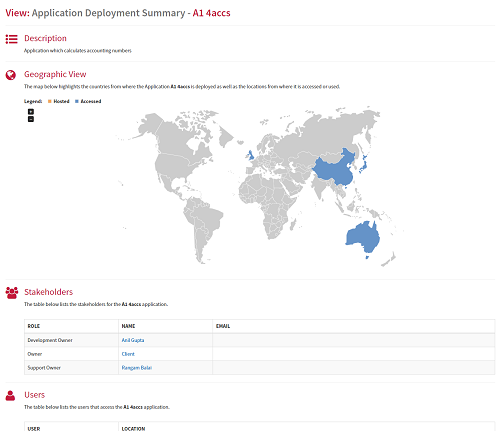 View: Application Deployment Summary - A1 4accs
Description
Application which calculates accounting numbers
Geographic View
The map below highlights the countries from where the Application A1 4accs is deployed as well as the locations from where it is accessed or used.
Legend: Hosted Accessed
+
−
Stakeholders
The table below lists the stakeholders for the A1 4accs application.
ROLE NAME EMAIL
Development Owner Anil Gupta
Owner Client
Support Owner Rangam Balai
Users
The table below lists the users that access the A1 4accs application.
USER LOCATION